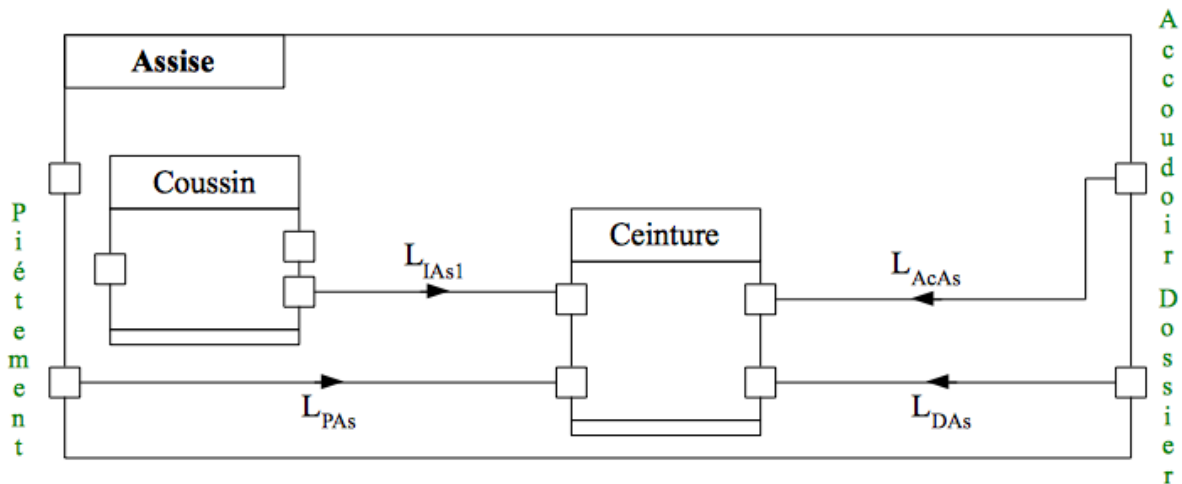 Assise
Coussin
Ceinture
L_IAs1
L_AcAs
L_PAs
L_DAs
Piétement
Accoudoir
Dossier